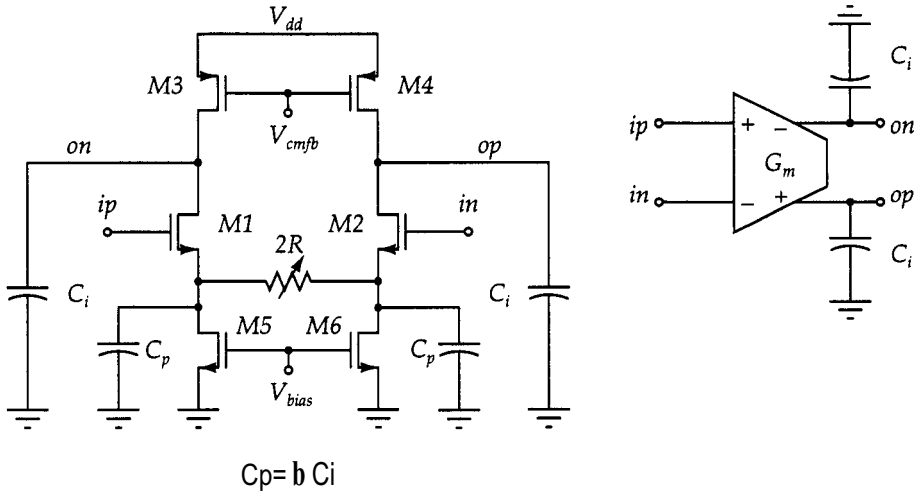 V_dd
M3
M4
V_cmfb
on
op
ip
M1
M2
in
2R
C_i
C_i
M5
M6
C_p
C_p
V_bias
Cp= b Ci
C_i
ip
+
−
on
G_m
in
−
+
op
C_i